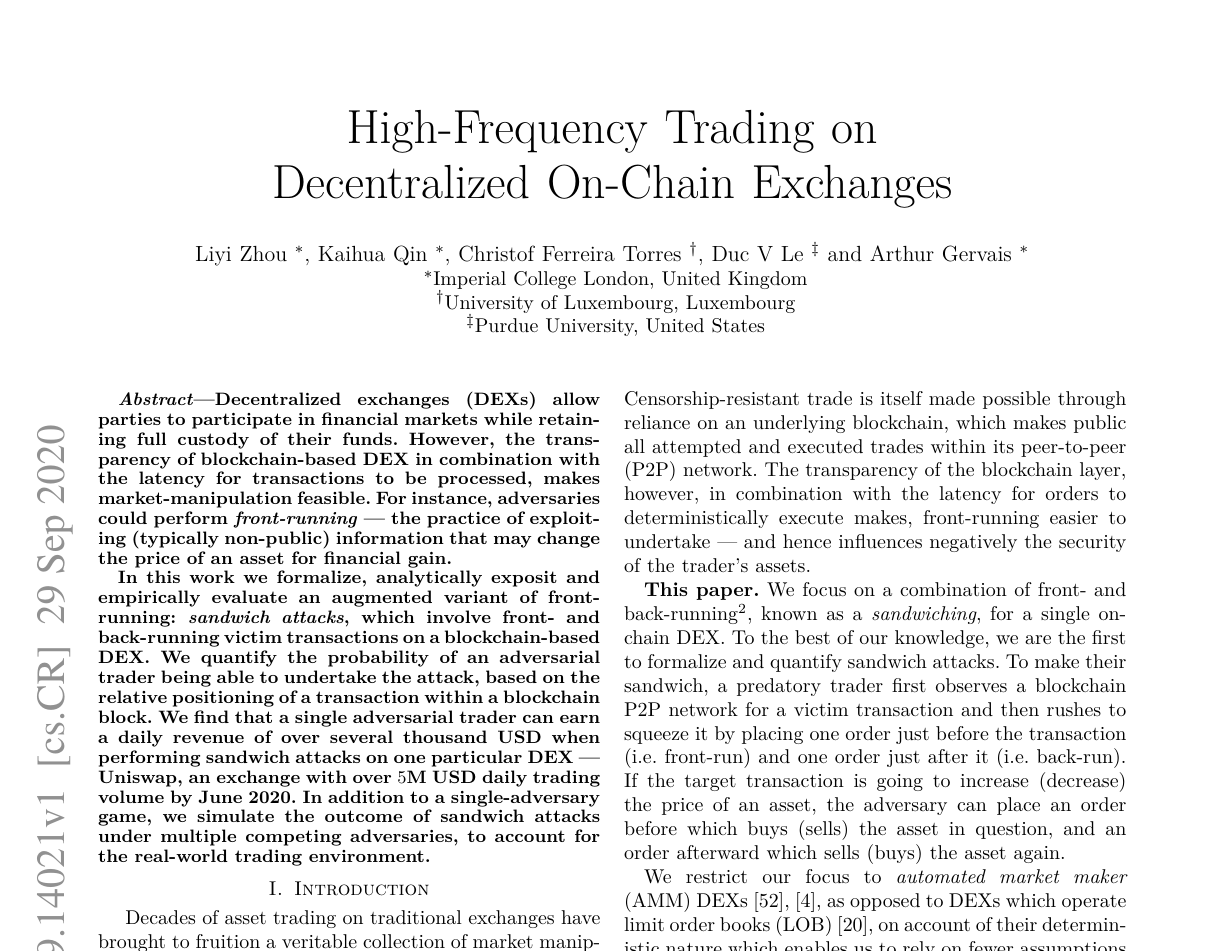 High-Frequency Trading on
Decentralized On-Chain Exchanges
Liyi Zhou *, Kaihua Qin *, Christof Ferreira Torres †, Duc V Le ‡ and Arthur Gervais *
*Imperial College London, United Kingdom
†University of Luxembourg, Luxembourg
‡Purdue University, United States
9.14021v1 [cs.CR] 29 Sep 2020
Abstract—Decentralized exchanges (DEXs) allow
parties to participate in financial markets while retain-
ing full custody of their funds. However, the trans-
parency of blockchain-based DEX in combination with
the latency for transactions to be processed, makes
market-manipulation feasible. For instance, adversaries
could perform front-running — the practice of exploit-
ing (typically non-public) information that may change
the price of an asset for financial gain.
In this work we formalize, analytically exposit and
empirically evaluate an augmented variant of front-
running: sandwich attacks, which involve front- and
back-running victim transactions on a blockchain-based
DEX. We quantify the probability of an adversarial
trader being able to undertake the attack, based on the
relative positioning of a transaction within a blockchain
block. We find that a single adversarial trader can earn
a daily revenue of over several thousand USD when
performing sandwich attacks on one particular DEX —
Uniswap, an exchange with over 5M USD daily trading
volume by June 2020. In addition to a single-adversary
game, we simulate the outcome of sandwich attacks
under multiple competing adversaries, to account for
the real-world trading environment.
I. Introduction
Decades of asset trading on traditional exchanges have
brought to fruition a veritable collection of market manip-
Censorship-resistant trade is itself made possible through
reliance on an underlying blockchain, which makes public
all attempted and executed trades within its peer-to-peer
(P2P) network. The transparency of the blockchain layer,
however, in combination with the latency for orders to
deterministically execute makes, front-running easier to
undertake — and hence influences negatively the security
of the trader's assets.
This paper. We focus on a combination of front- and
back-running², known as a sandwiching, for a single on-
chain DEX. To the best of our knowledge, we are the first
to formalize and quantify sandwich attacks. To make their
sandwich, a predatory trader first observes a blockchain
P2P network for a victim transaction and then rushes to
squeeze it by placing one order just before the transaction
(i.e. front-run) and one order just after it (i.e. back-run).
If the target transaction is going to increase (decrease)
the price of an asset, the adversary can place an order
before which buys (sells) the asset in question, and an
order afterward which sells (buys) the asset again.
We restrict our focus to automated market maker
(AMM) DEXs [52], [4], as opposed to DEXs which operate
limit order books (LOB) [20], on account of their determin-
istic nature which enables us to rely on fewer assumptions